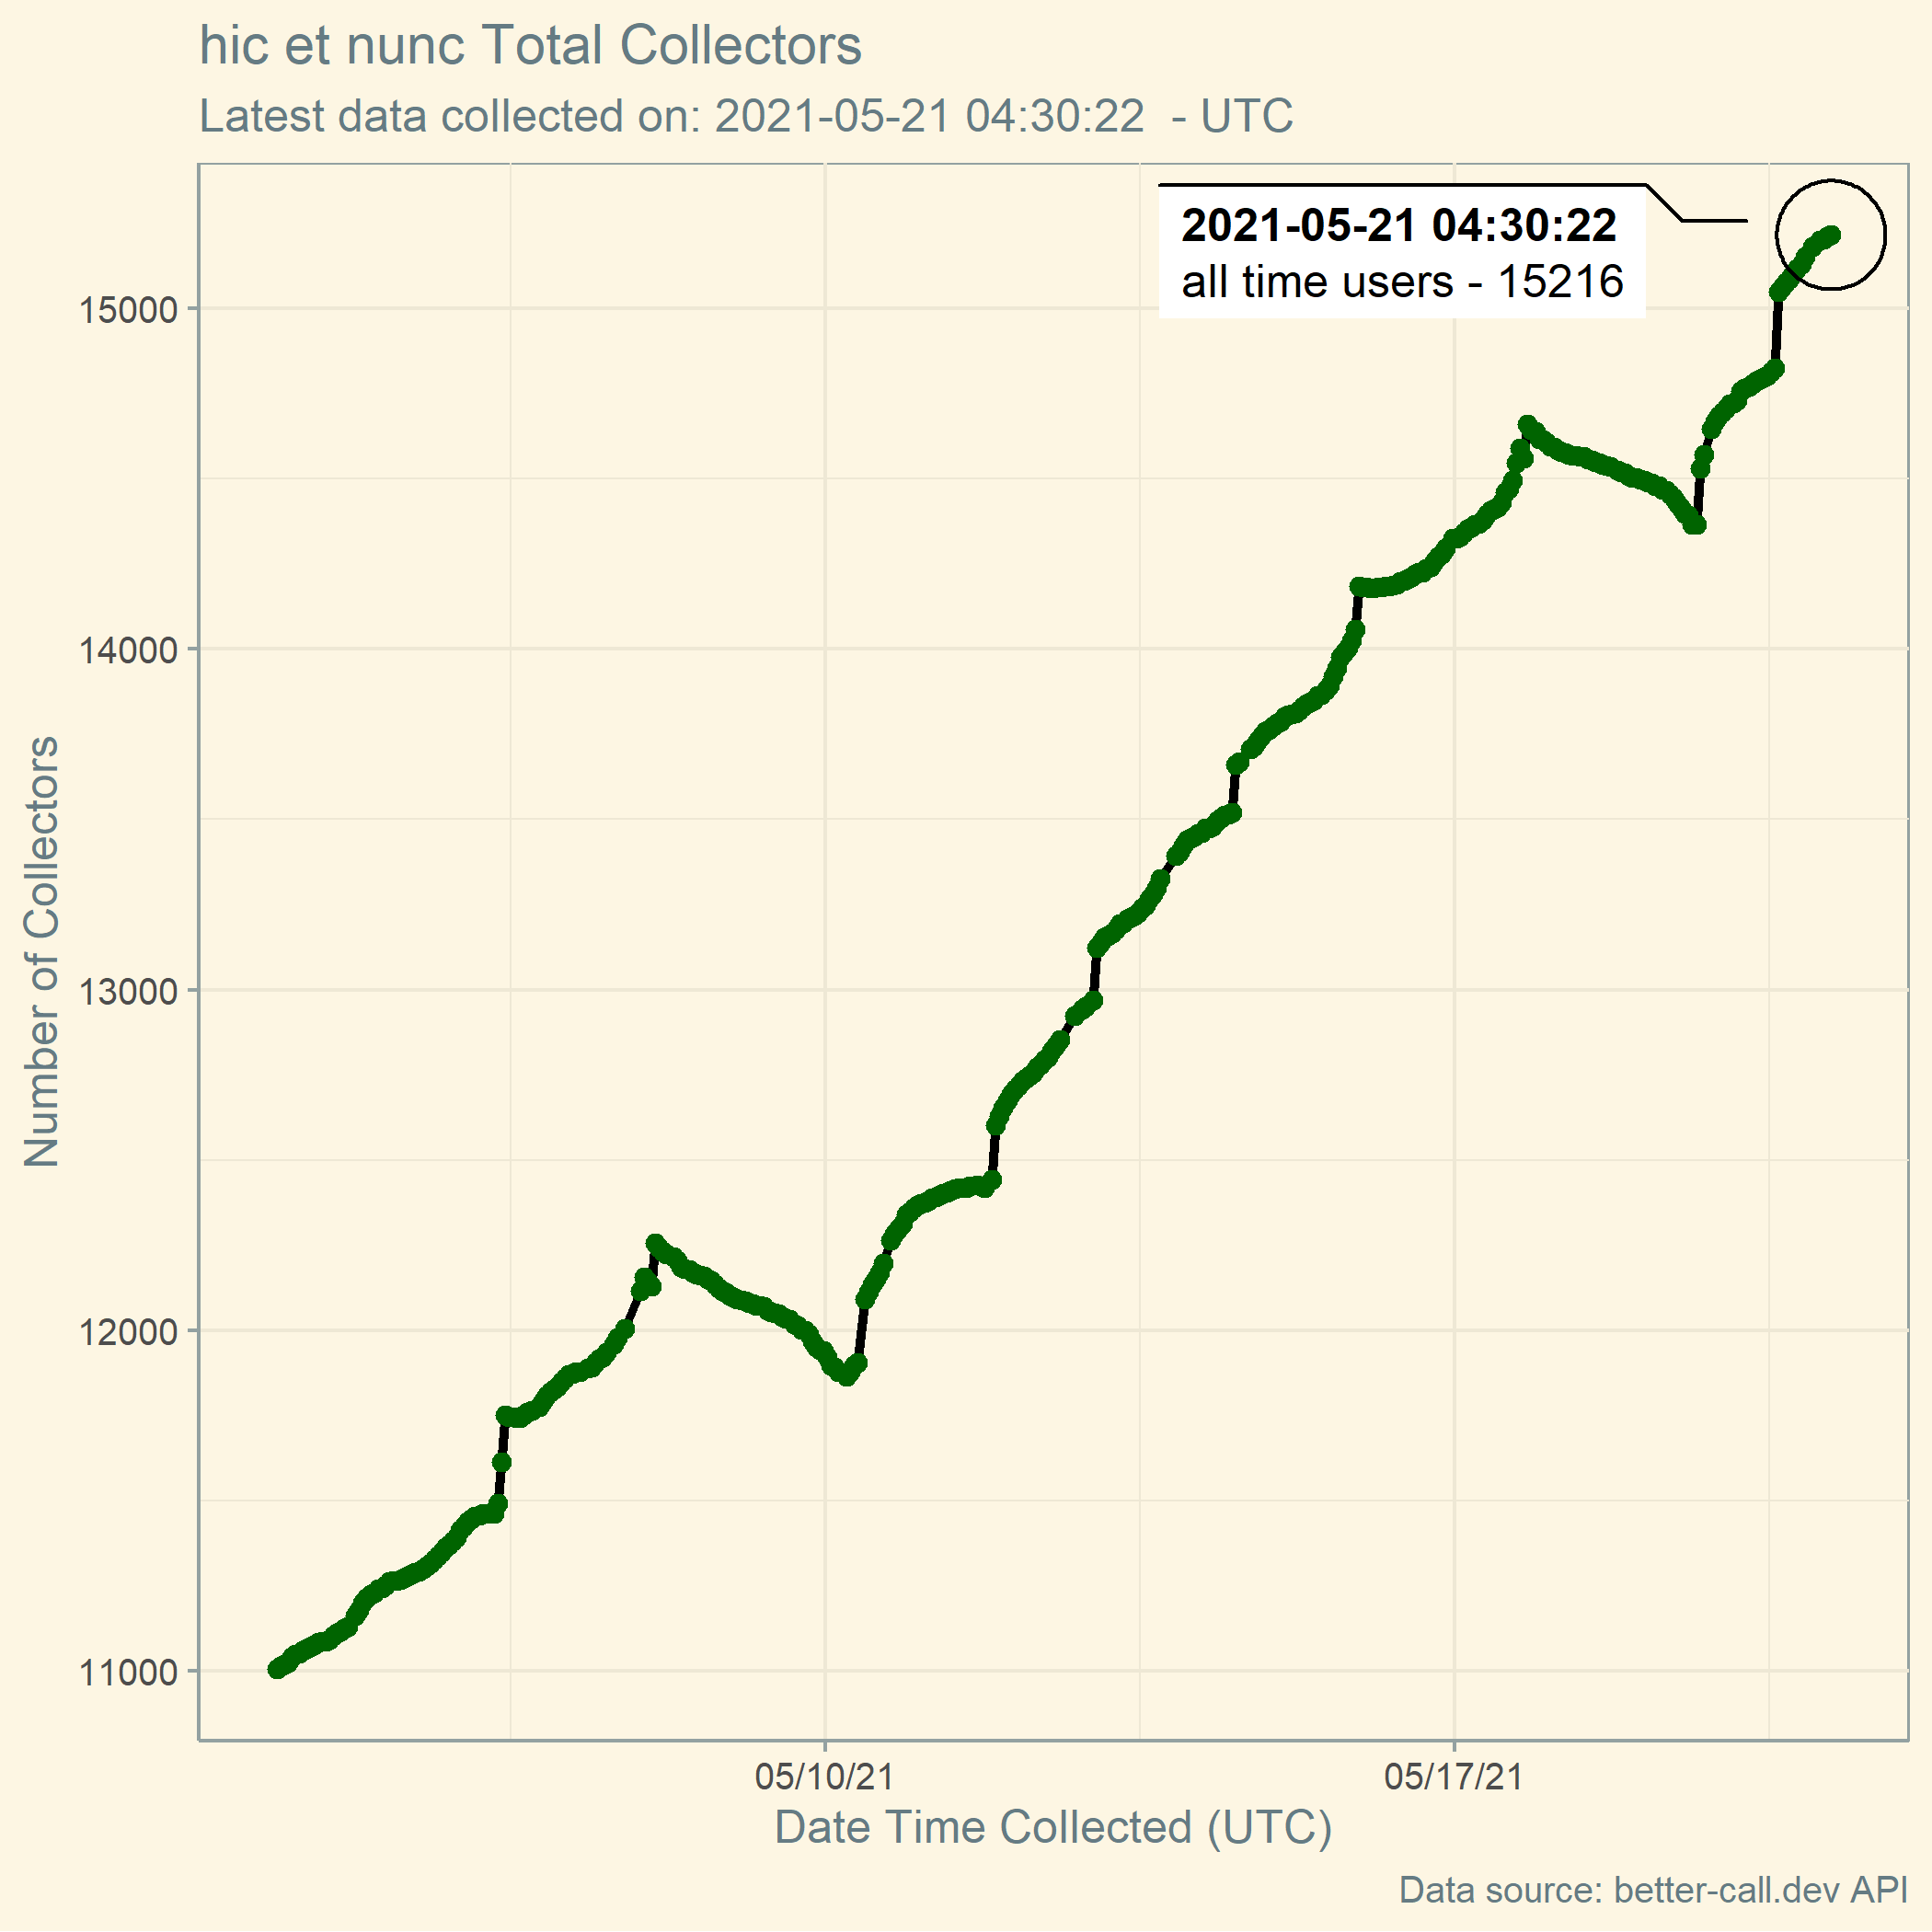 hic et nunc Total Collectors
Latest data collected on: 2021-05-21 04:30:22  - UTC
2021-05-21 04:30:22
all time users - 15216
15000
14000
13000
12000
11000
Number of Collectors
05/10/21
05/17/21
Date Time Collected (UTC)
Data source: better-call.dev API